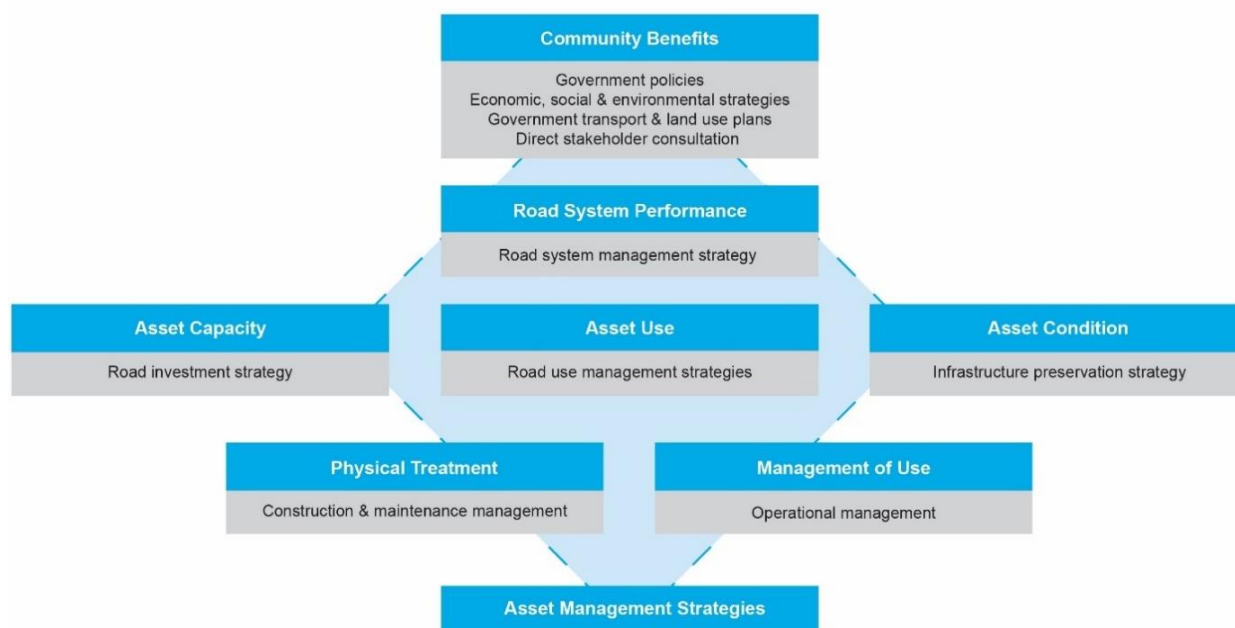 Community Benefits
Government policies
Economic, social & environmental strategies
Government transport & land use plans
Direct stakeholder consultation
Road System Performance
Road system management strategy
Asset Capacity
Road investment strategy
Asset Use
Road use management strategies
Asset Condition
Infrastructure preservation strategy
Physical Treatment
Construction & maintenance management
Management of Use
Operational management
Asset Management Strategies